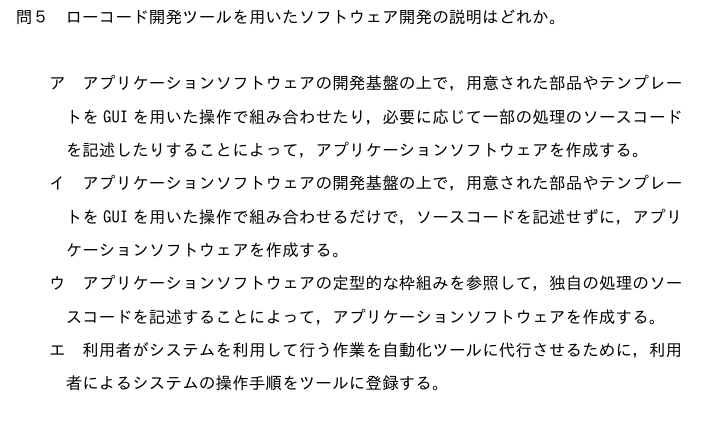 問５　ローコード開発ツールを用いたソフトウェア開発の説明はどれか。
ア　アプリケーションソフトウェアの開発基盤の上で，用意された部品やテンプレー
トを GUI を用いた操作で組み合わせたり，必要に応じて一部の処理のソースコード
を記述したりすることによって，アプリケーションソフトウェアを作成する。
イ　アプリケーションソフトウェアの開発基盤の上で，用意された部品やテンプレー
トを GUI を用いた操作で組み合わせるだけで，ソースコードを記述せずに，アプリ
ケーションソフトウェアを作成する。
ウ　アプリケーションソフトウェアの定型的な枠組みを参照して，独自の処理のソー
スコードを記述することによって，アプリケーションソフトウェアを作成する。
エ　利用者がシステムを利用して行う作業を自動化ツールに代行させるために，利用
者によるシステムの操作手順をツールに登録する。